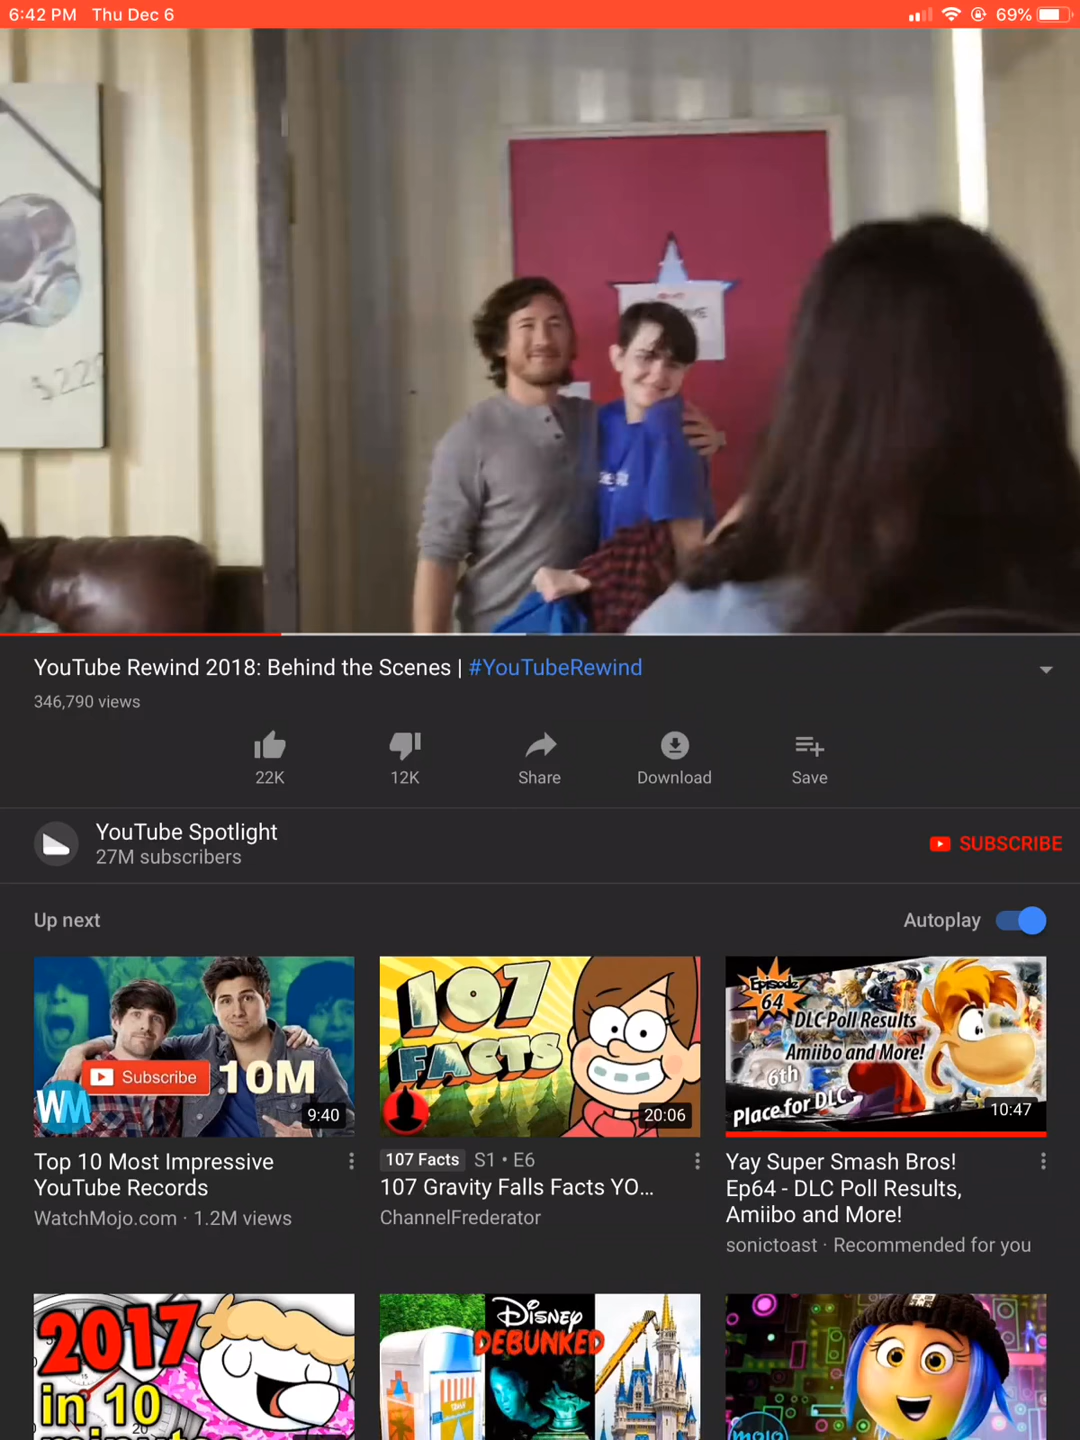 6:42 PM Thu Dec 6
69%
$22
YouTube Rewind 2018: Behind the Scenes | #YouTubeRewind
346,790 views
22K
12K
Share
Download
Save
YouTube Spotlight
27M subscribers
SUBSCRIBE
Up next
Autoplay
Subscribe
10M
WM
9:40
107
FACTS
20:06
Episode
64
DLC Poll Results
Amiibo and More!
6th
Place for DLC
10:47
Top 10 Most Impressive
YouTube Records
WatchMojo.com · 1.2M views
107 Facts S1 • E6
107 Gravity Falls Facts YO...
ChannelFrederator
Yay Super Smash Bros!
Ep64 - DLC Poll Results,
Amiibo and More!
sonictoast · Recommended for you
2017
in 10
minutes
Disney
DEBUNKED
mojo